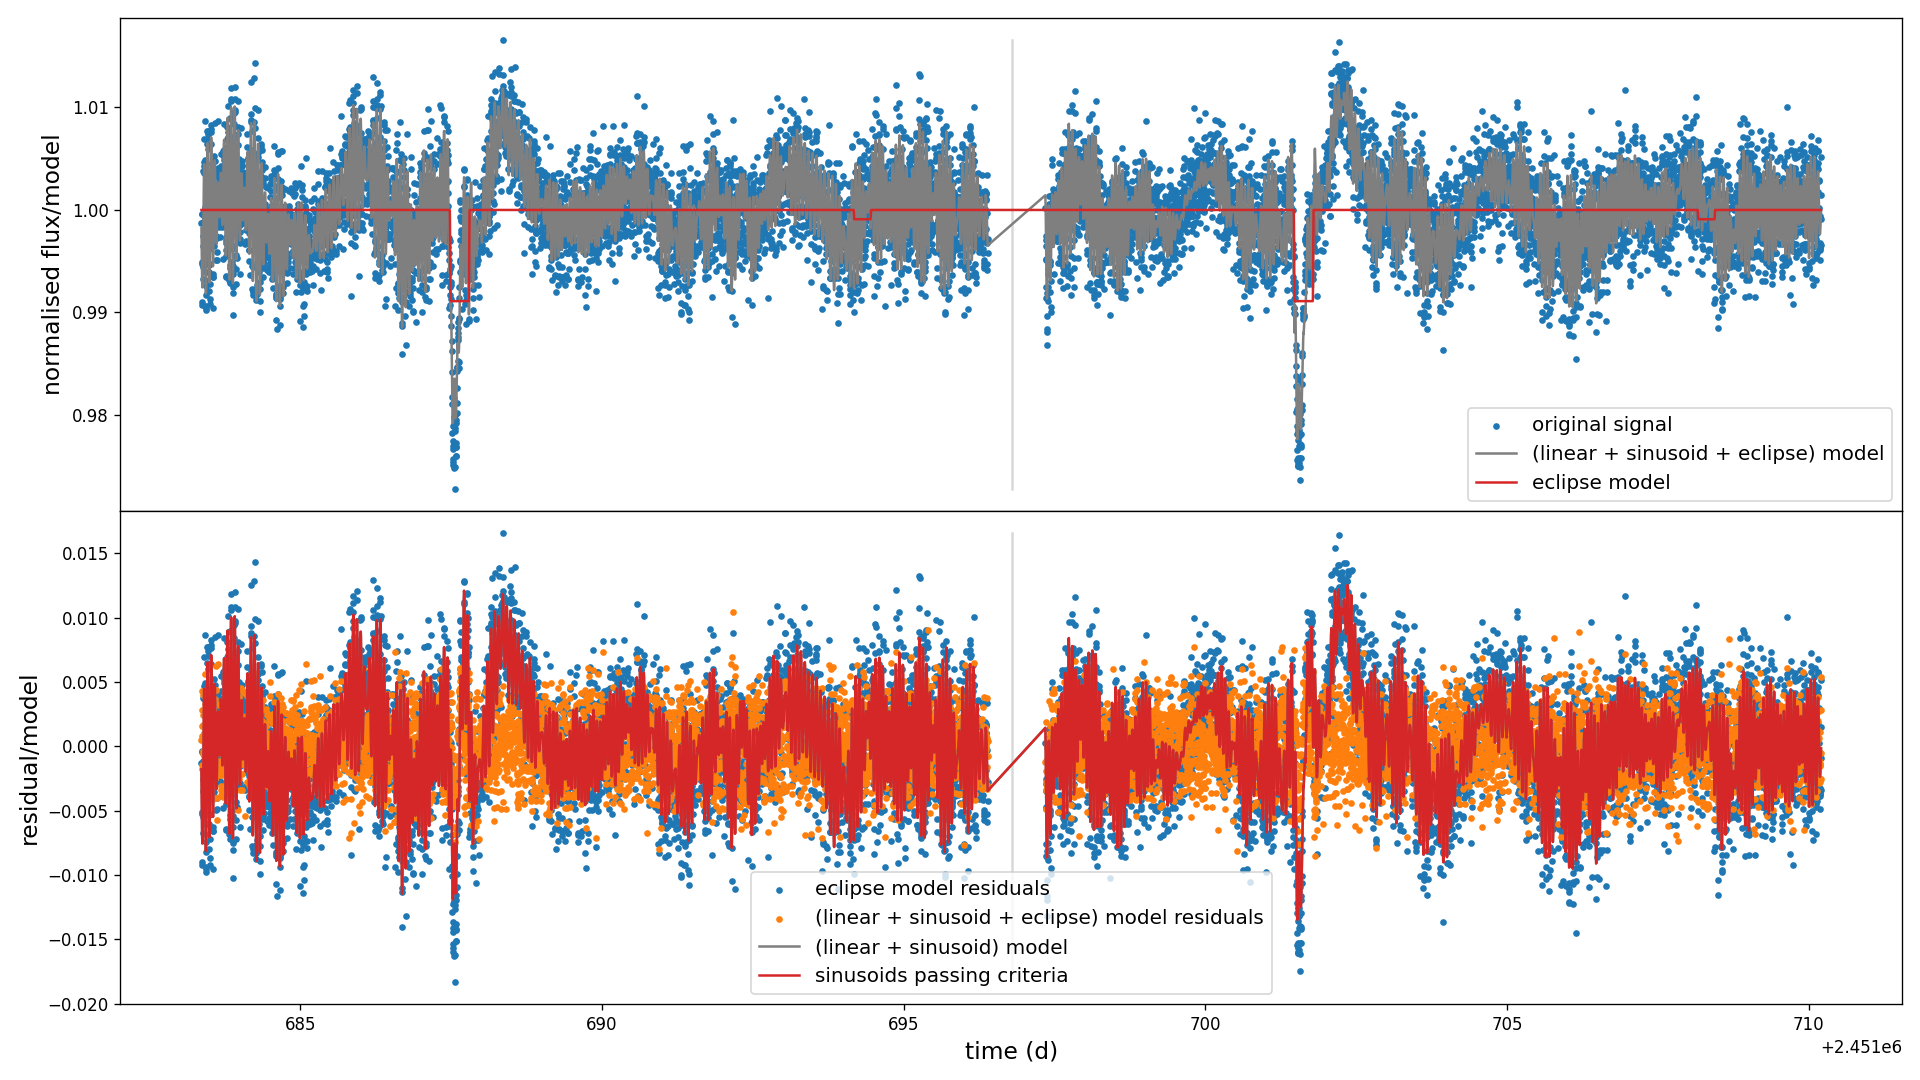 normalised flux/model
1.01
1.00
0.99
0.98
original signal
(linear + sinusoid + eclipse) model
eclipse model
residual/model
0.015
0.010
0.005
0.000
−0.005
−0.010
−0.015
−0.020
eclipse model residuals
(linear + sinusoid + eclipse) model residuals
(linear + sinusoid) model
sinusoids passing criteria
685
690
695
700
705
710
time (d)
+2.451e6